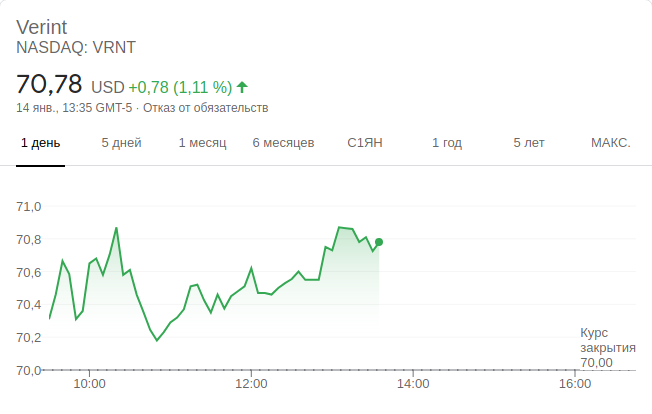 Verint
NASDAQ: VRNT
70,78 USD +0,78 (1,11 %)
14 янв., 13:35 GMT-5 · Отказ от обязательств
1 день 5 дней 1 месяц 6 месяцев С1ЯН 1 год 5 лет МАКС.
71,0
70,8
70,6
70,4
70,2
70,0
Курс
закрытия
70,00
10:00 12:00 14:00 16:00